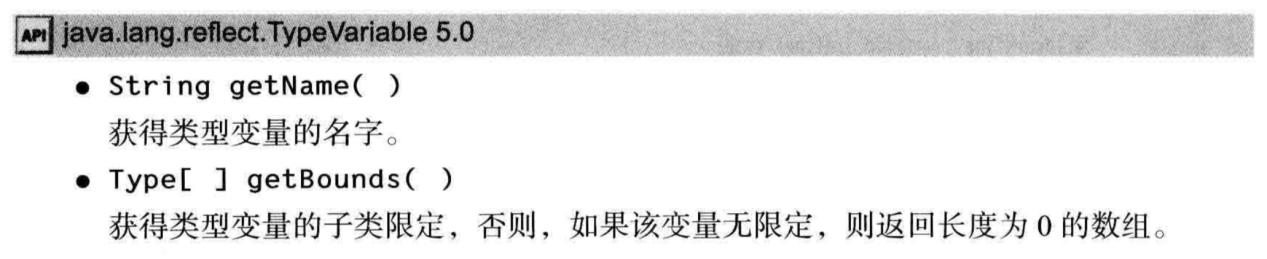 API java.lang.reflect.TypeVariable 5.0
● String getName( )
获得类型变量的名字。
● Type[ ] getBounds( )
获得类型变量的子类限定，否则，如果该变量无限定，则返回长度为 0 的数组。